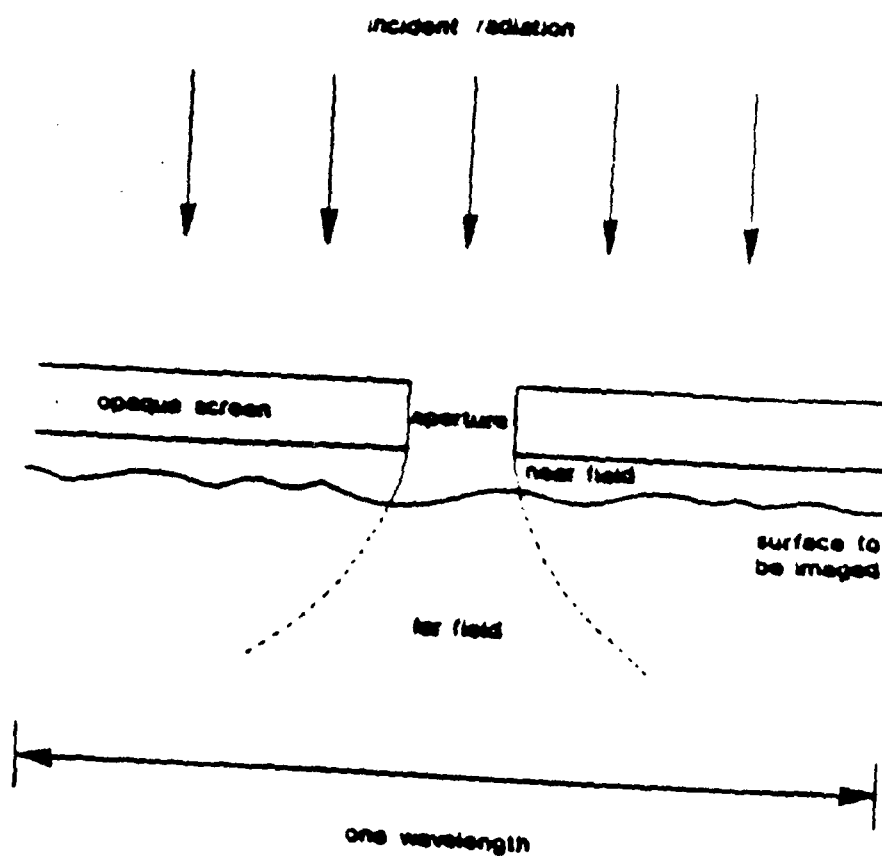 incident radiation
opaque screen
aperture
near field
surface to
be imaged
far field
one wavelength